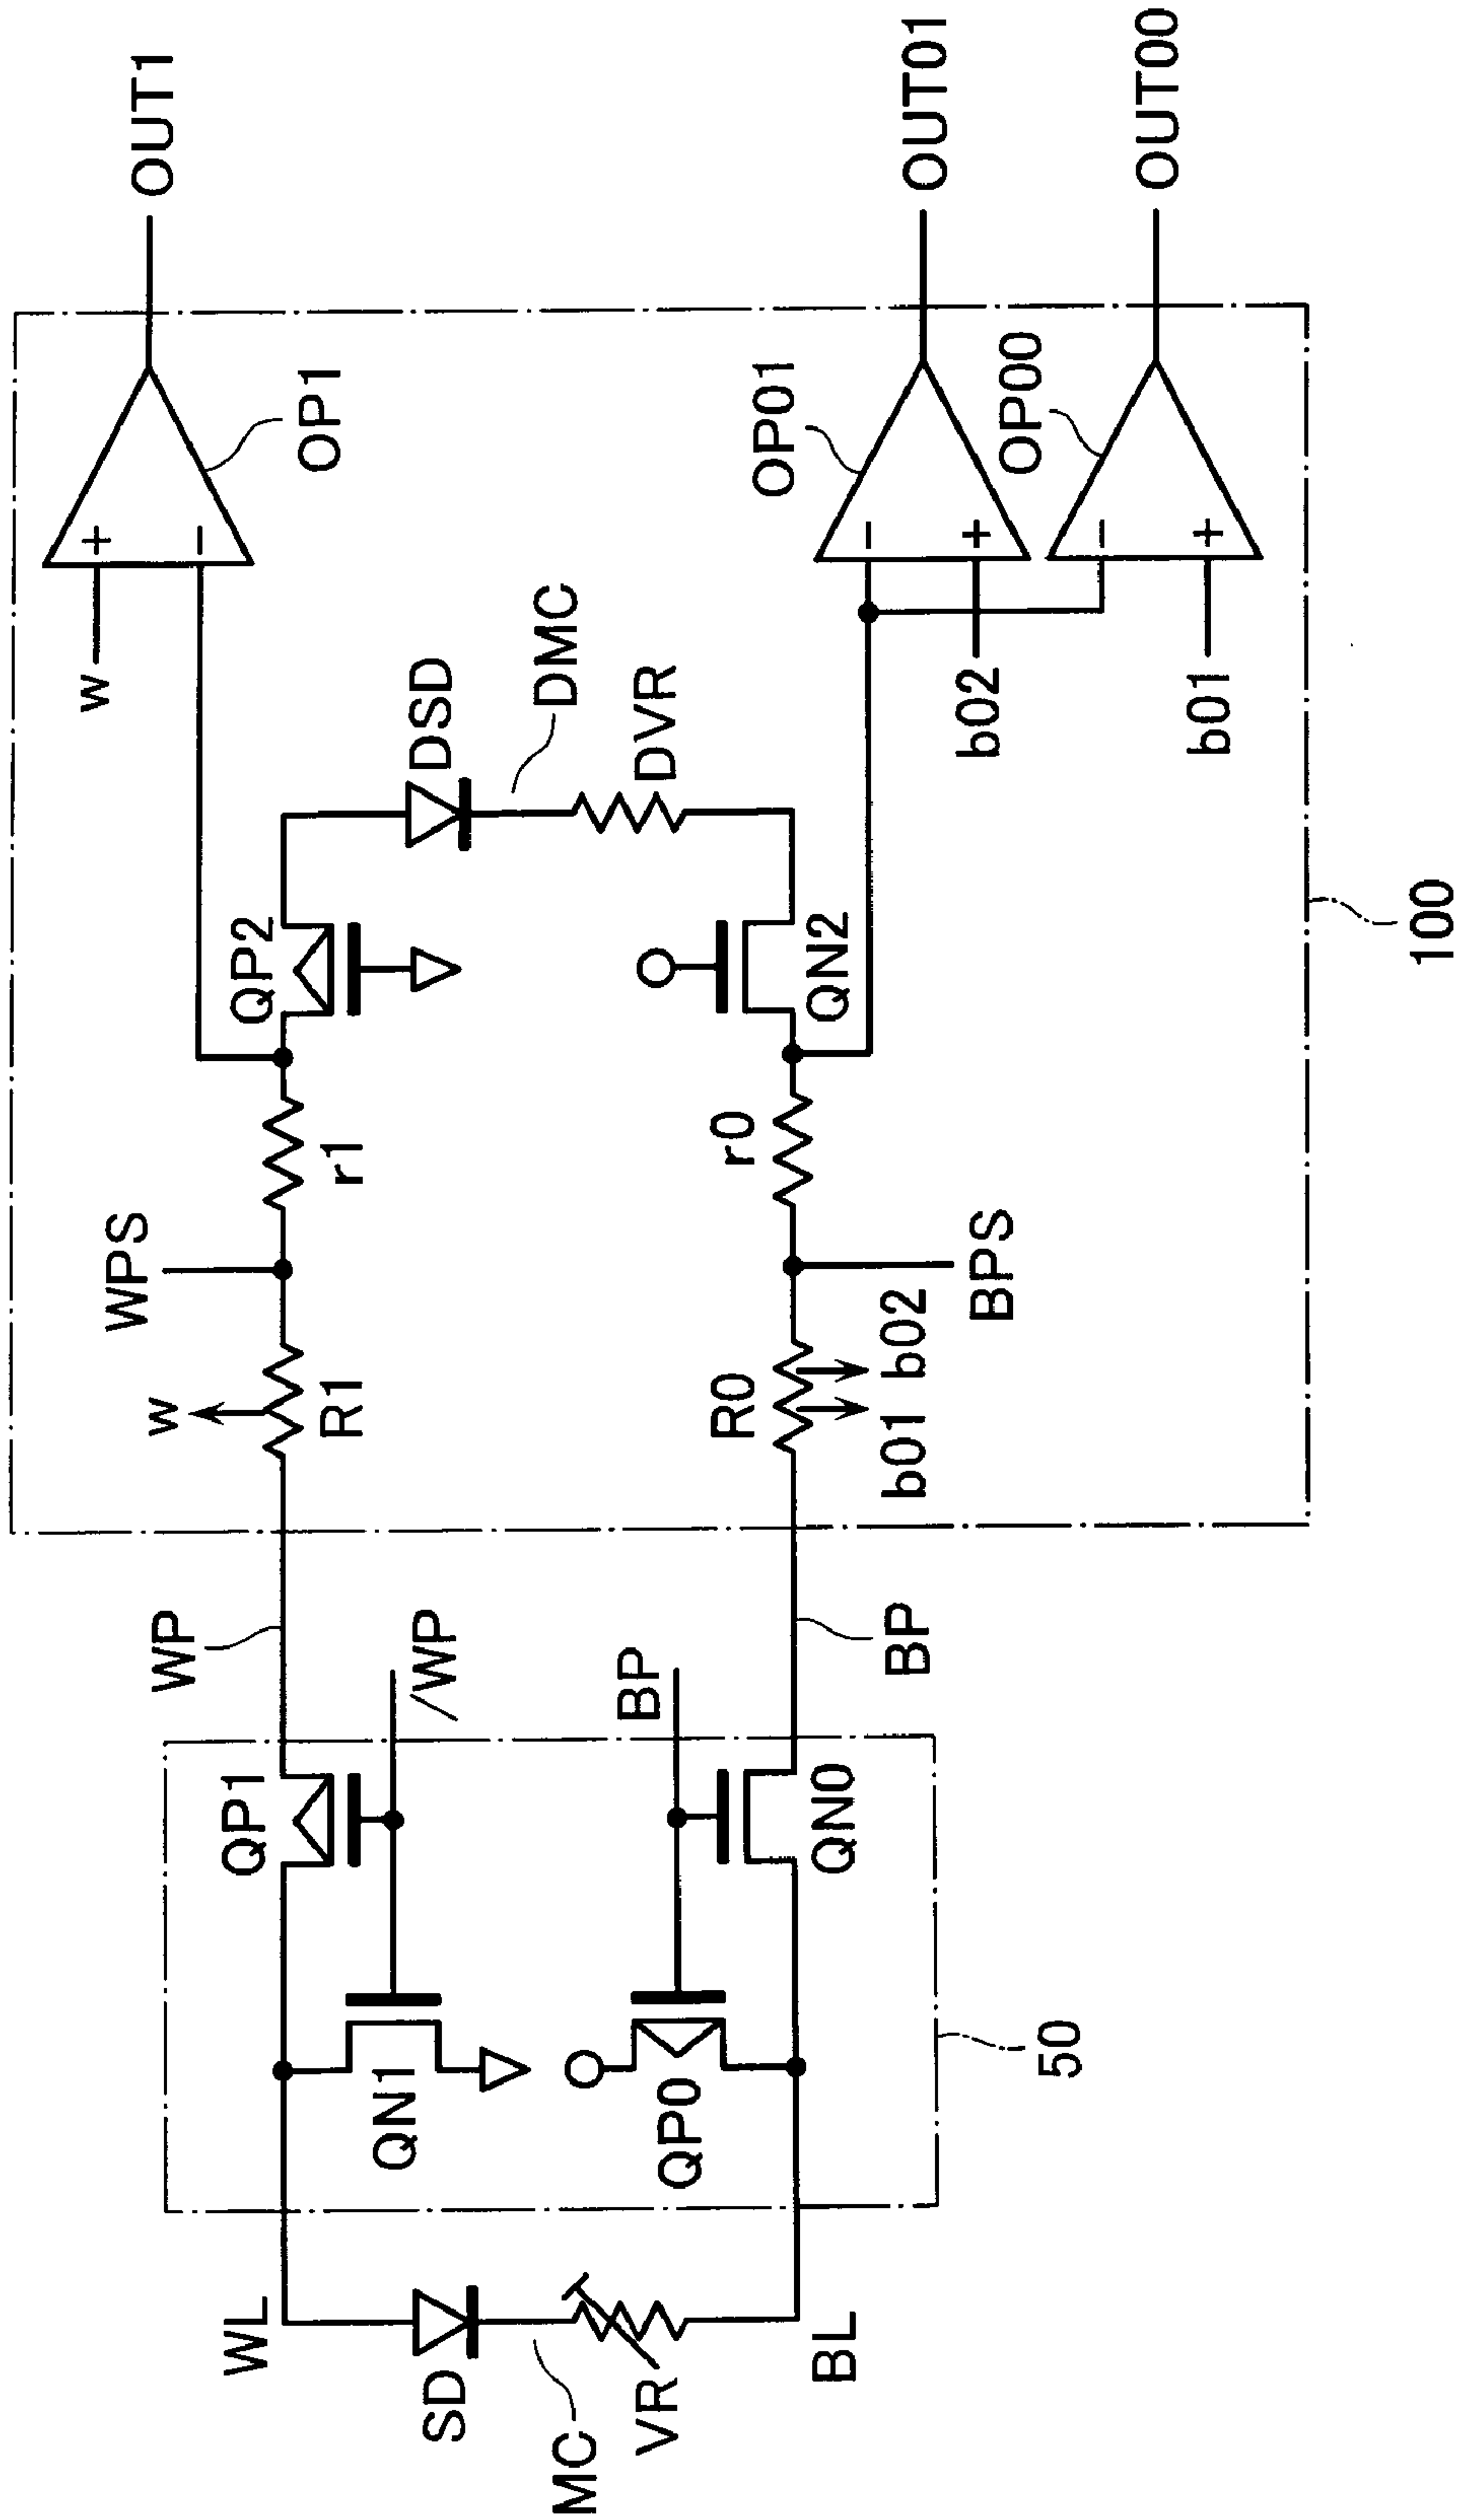 w
WPS
WP
w
OUT1
WL
QP1
QP2
R1
r1
OP1
QN1
/WP
SD
DSD
MC
DMC
BP
VR
DVR
QP0
R0
r0
OP01
BL
QN0
QN2
BP
b01 b02
OUT01
b02
BPS
OP00
50
OUT00
b01
100